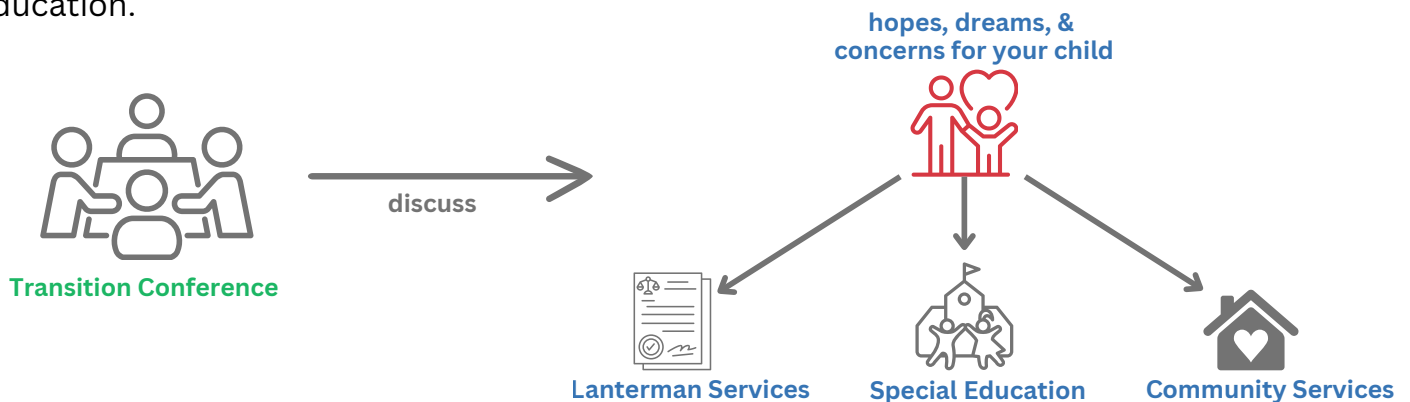 hopes, dreams, &
concerns for your child
discuss
Transition Conference
Lanterman Services
Special Education
Community Services